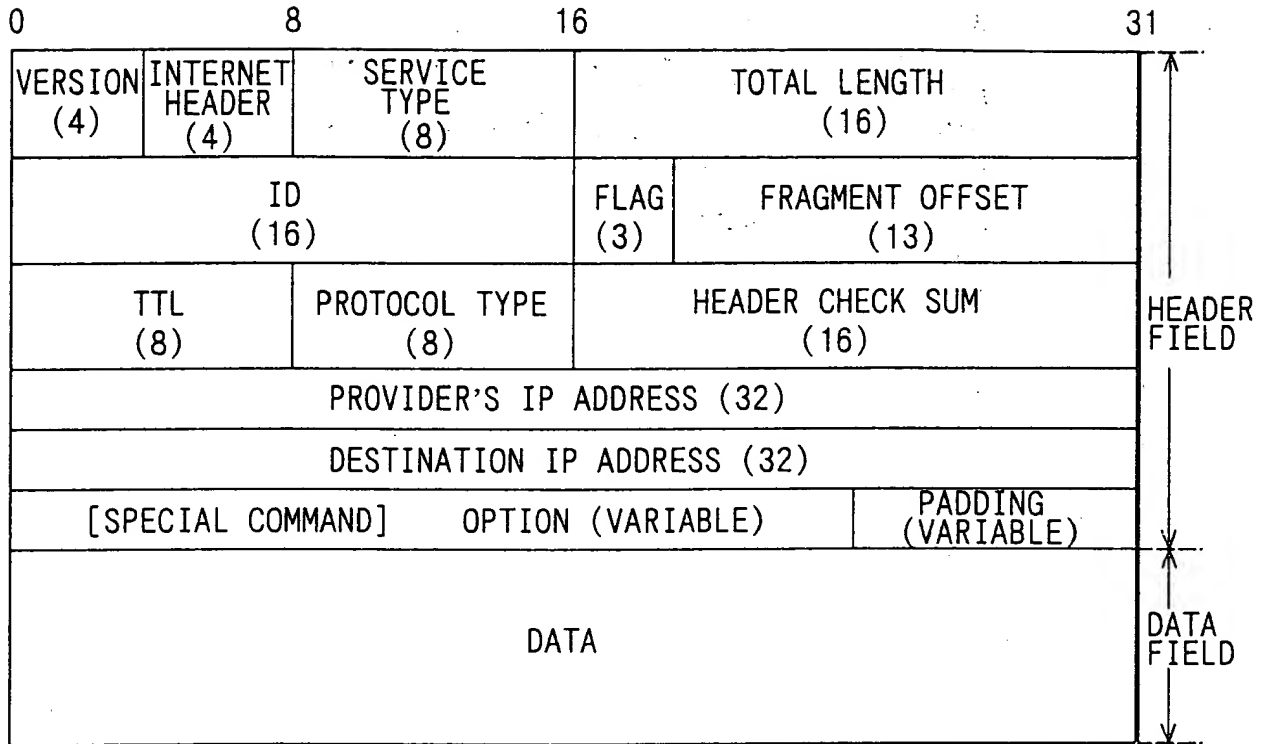 0 8 16 31
VERSION
(4)
INTERNET
HEADER
(4)
SERVICE
TYPE
(8)
TOTAL LENGTH
(16)
ID
(16)
FLAG
(3)
FRAGMENT OFFSET
(13)
TTL
(8)
PROTOCOL TYPE
(8)
HEADER CHECK SUM
(16)
PROVIDER'S IP ADDRESS (32)
DESTINATION IP ADDRESS (32)
[SPECIAL COMMAND] OPTION (VARIABLE)
PADDING
(VARIABLE)
HEADER
FIELD
DATA
DATA
FIELD